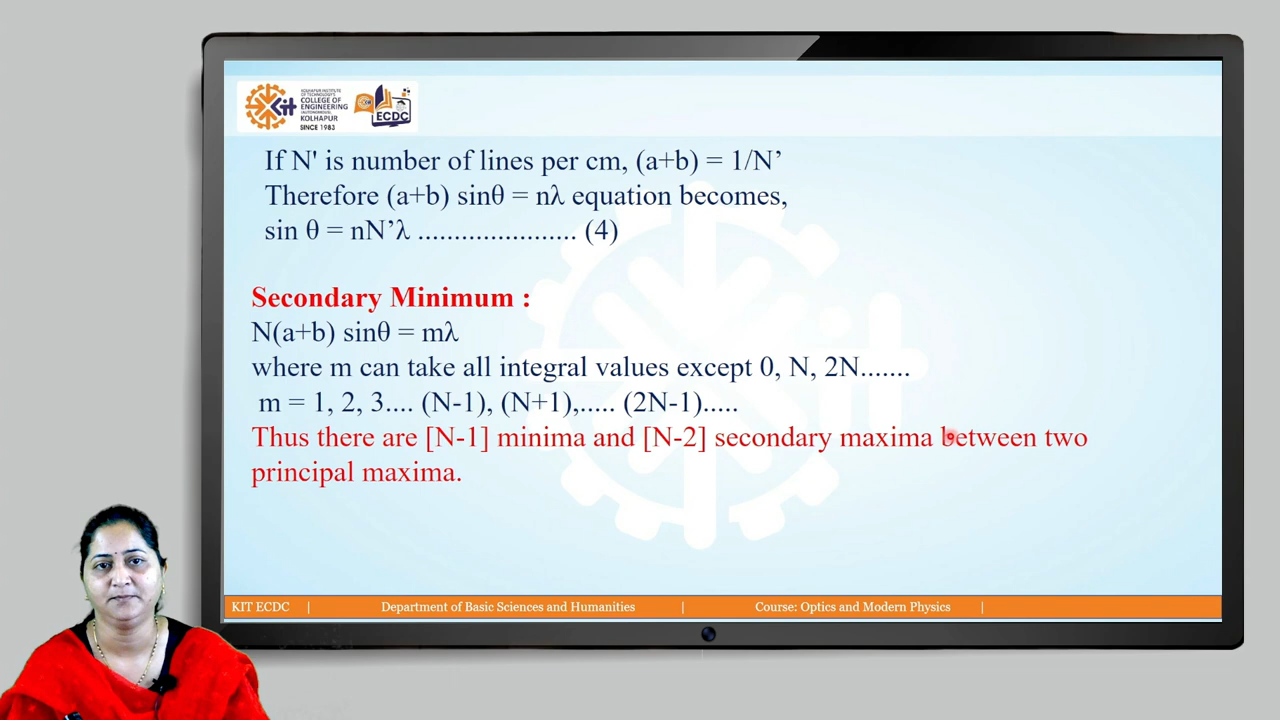 KOLHAPUR INSTITUTE
OF TECHNOLOGY'S
COLLEGE OF
ENGINEERING
(AUTONOMOUS)
KOLHAPUR
SINCE 1983
Kit
ECDC
If N' is number of lines per cm, (a+b) = 1/N’
Therefore (a+b) sinθ = nλ equation becomes,
sin θ = nN’λ ...................... (4)
Secondary Minimum :
N(a+b) sinθ = mλ
where m can take all integral values except 0, N, 2N.......
m = 1, 2, 3.... (N-1), (N+1),..... (2N-1).....
Thus there are [N-1] minima and [N-2] secondary maxima between two
principal maxima.
KIT ECDC | Department of Basic Sciences and Humanities | Course: Optics and Modern Physics |